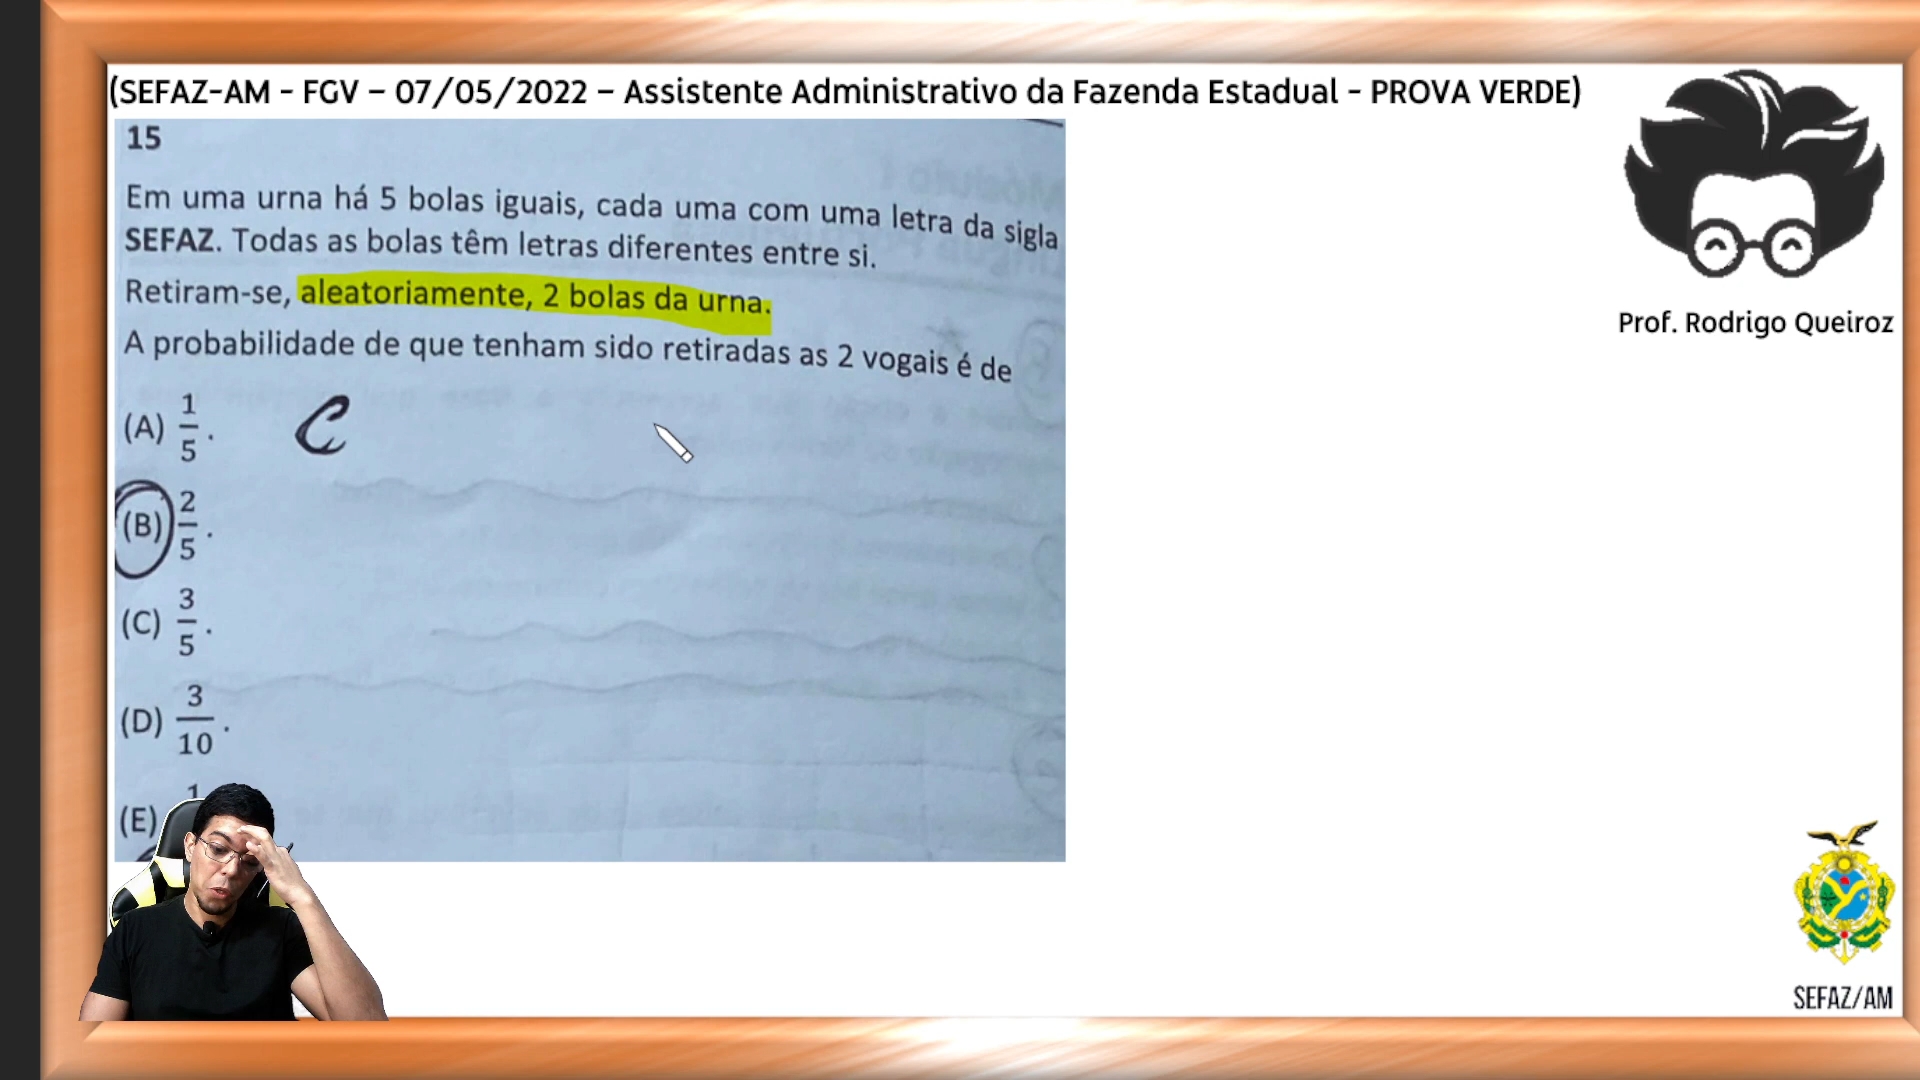 (SEFAZ-AM - FGV – 07/05/2022 – Assistente Administrativo da Fazenda Estadual - PROVA VERDE)
15
Em uma urna há 5 bolas iguais, cada uma com uma letra da sigla
SEFAZ. Todas as bolas têm letras diferentes entre si.
Retiram-se, aleatoriamente, 2 bolas da urna.
A probabilidade de que tenham sido retiradas as 2 vogais é de
(A) 1/5.
C
(B) 2/5.
(C) 3/5.
(D) 3/10.
(E) 1
Prof. Rodrigo Queiroz
SEFAZ/AM